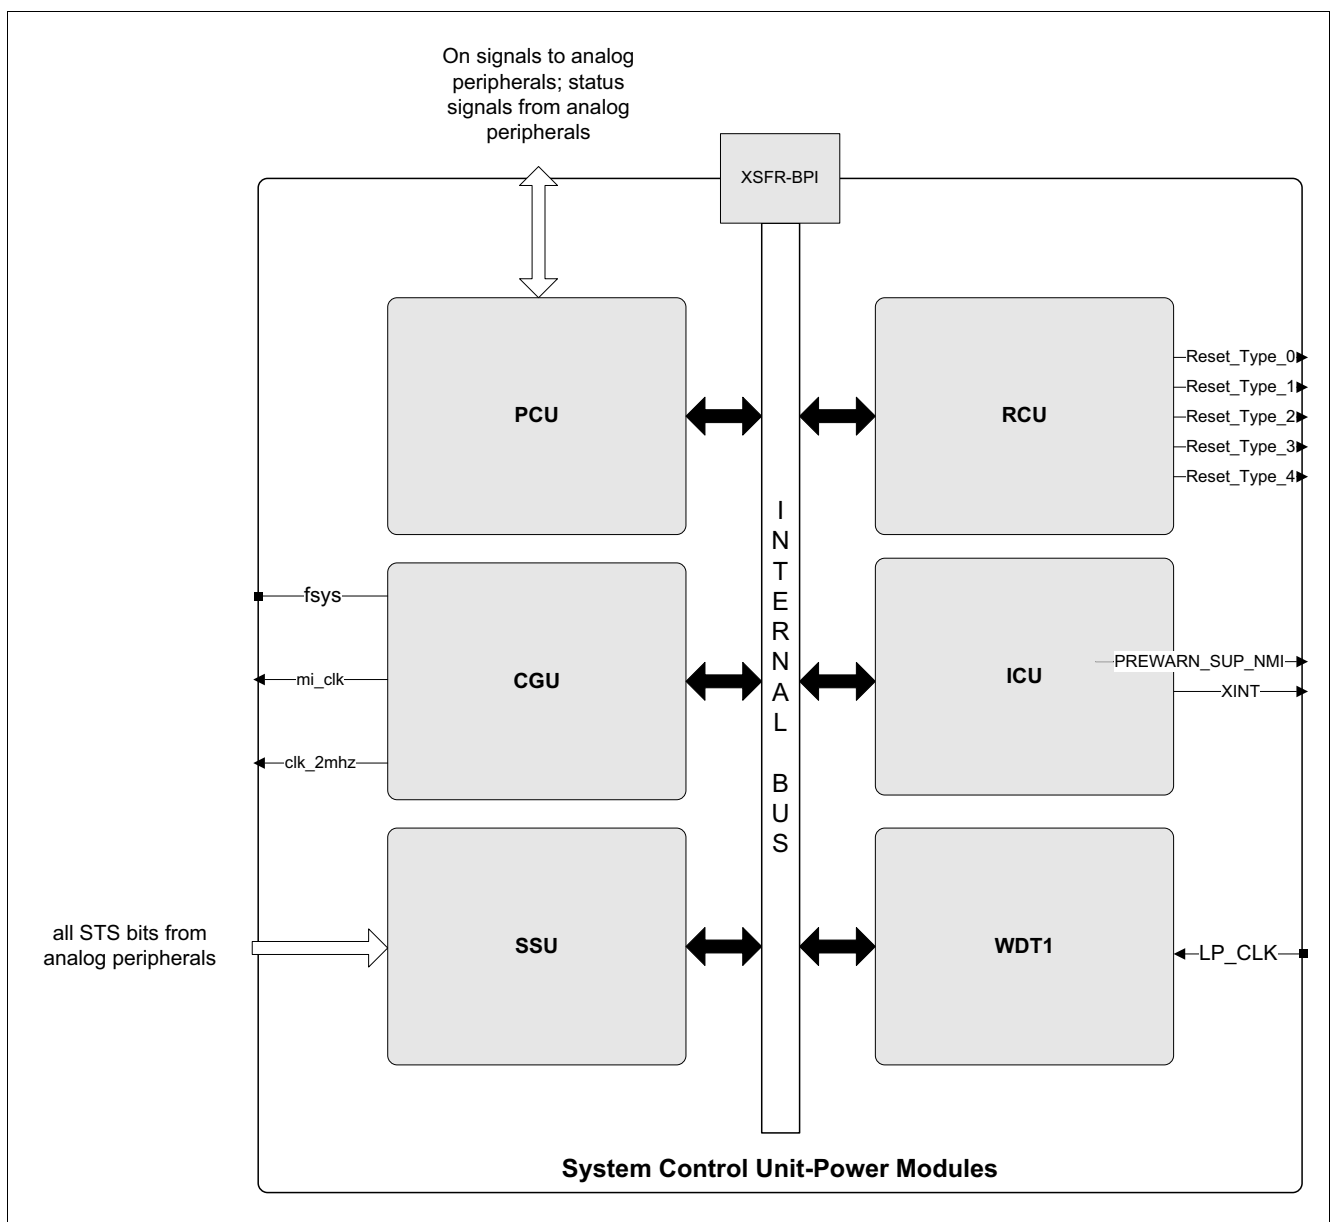 On signals to analog
peripherals; status
signals from analog
peripherals
XSFR-BPI
PCU
RCU
Reset_Type_0
Reset_Type_1
Reset_Type_2
Reset_Type_3
Reset_Type_4
INTERNAL BUS
fsys
mi_clk
clk_2mhz
CGU
ICU
PREWARN_SUP_NMI
XINT
all STS bits from
analog peripherals
SSU
WDT1
LP_CLK
System Control Unit-Power Modules